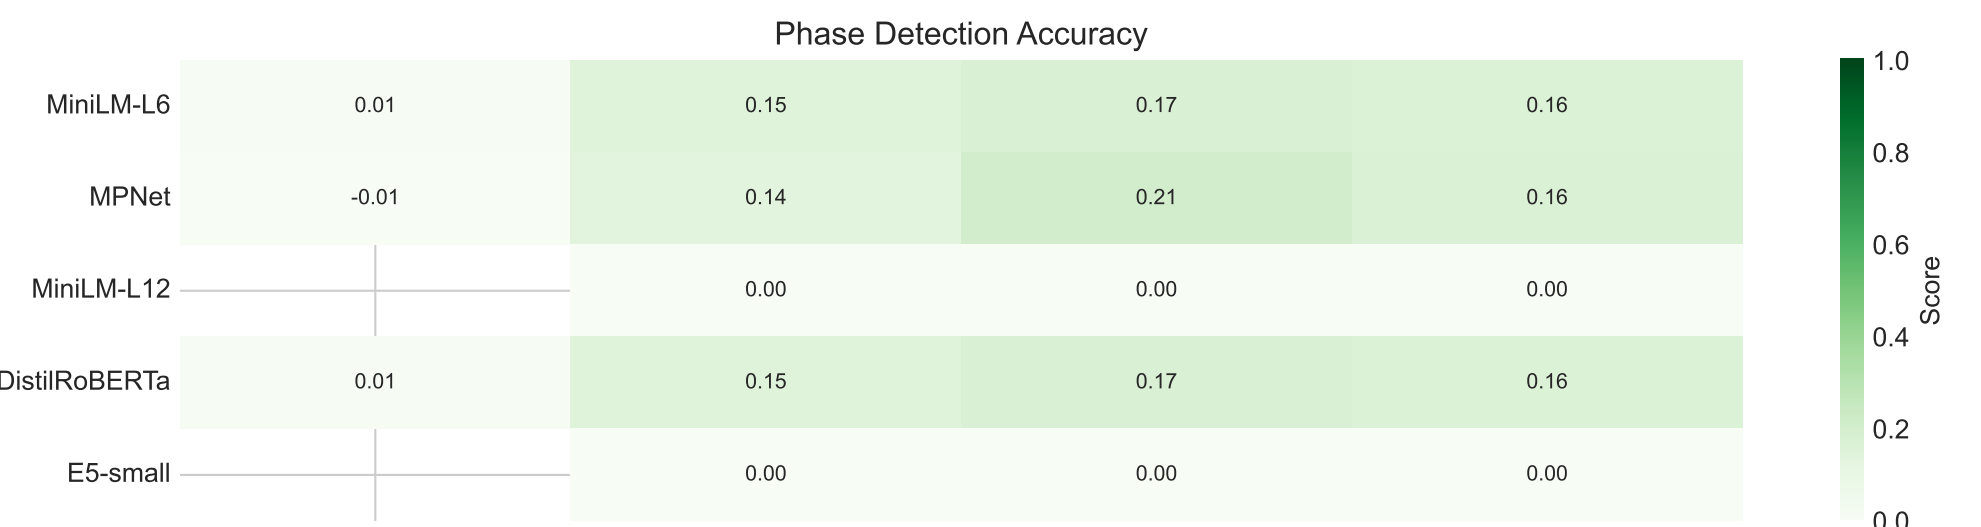 Phase Detection Accuracy
MiniLM-L6 0.01 0.15 0.17 0.16
MPNet -0.01 0.14 0.21 0.16
MiniLM-L12 0.00 0.00 0.00
DistilRoBERTa 0.01 0.15 0.17 0.16
E5-small 0.00 0.00 0.00
1.0
0.8
0.6
0.4
0.2
0.0
Score